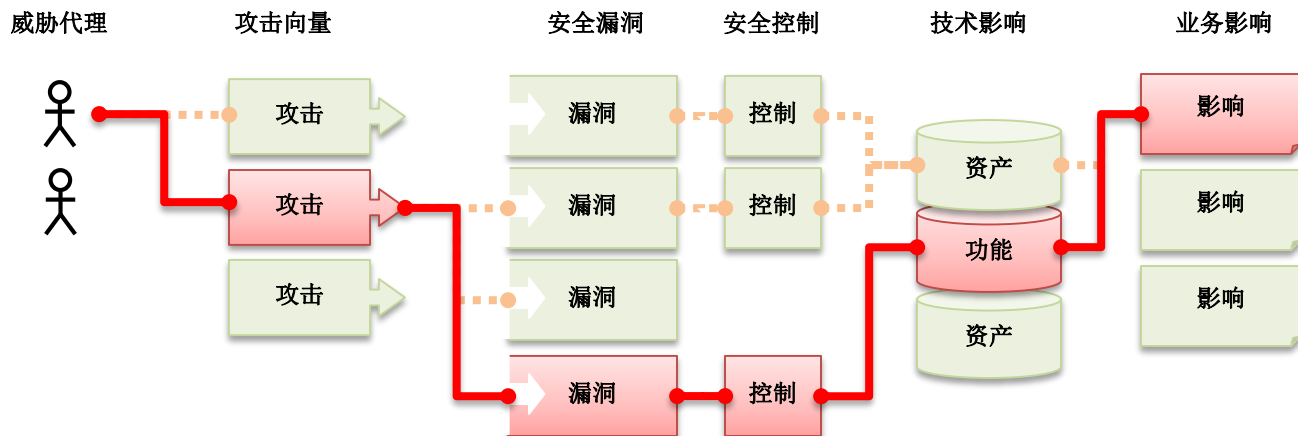 威胁代理 攻击向量 安全漏洞 安全控制 技术影响 业务影响
攻击 漏洞 控制 影响
资产
攻击 漏洞 控制 影响
功能
攻击 漏洞 影响
资产
漏洞 控制